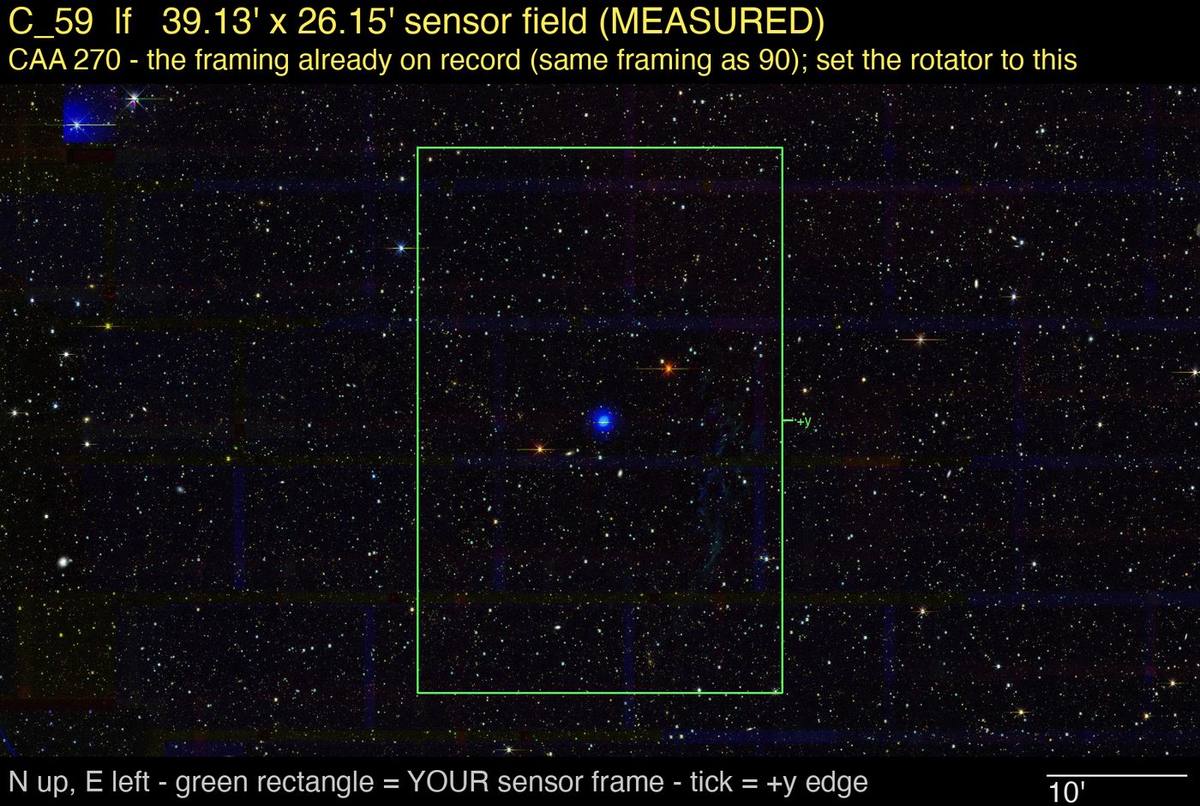 C_59 lf 39.13' x 26.15' sensor field (MEASURED)
CAA 270 - the framing already on record (same framing as 90); set the rotator to this
+y
N up, E left - green rectangle = YOUR sensor frame - tick = +y edge
10'